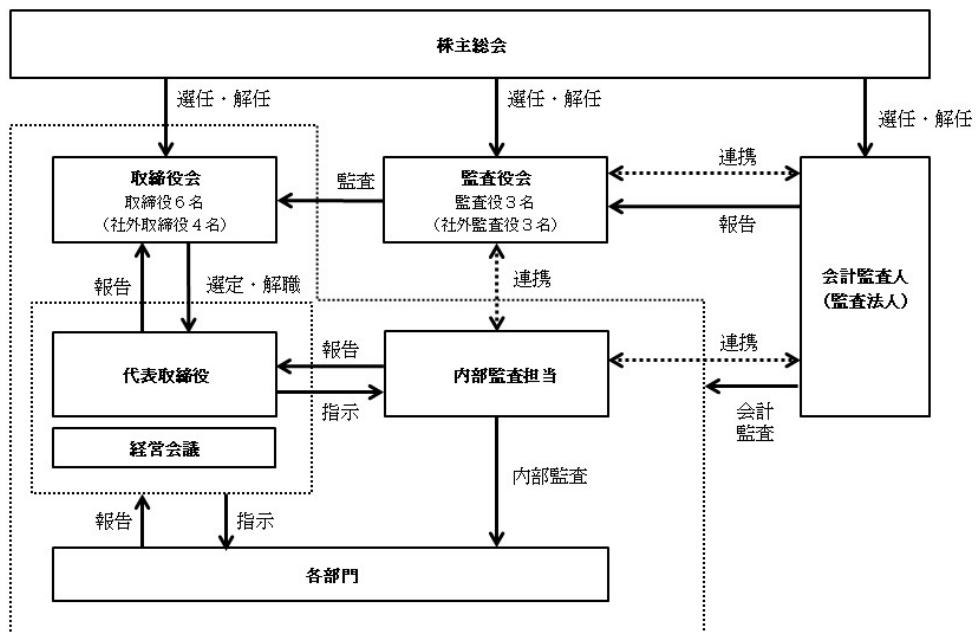 株主総会
選任・解任
選任・解任
選任・解任
取締役会
取締役６名
（社外取締役４名）
監査
監査役会
監査役３名
（社外監査役３名）
連携
報告
会計監査人
（監査法人）
報告
選定・解職
連携
代表取締役
報告
指示
内部監査担当
連携
会計
監査
経営会議
内部監査
報告
指示
各部門